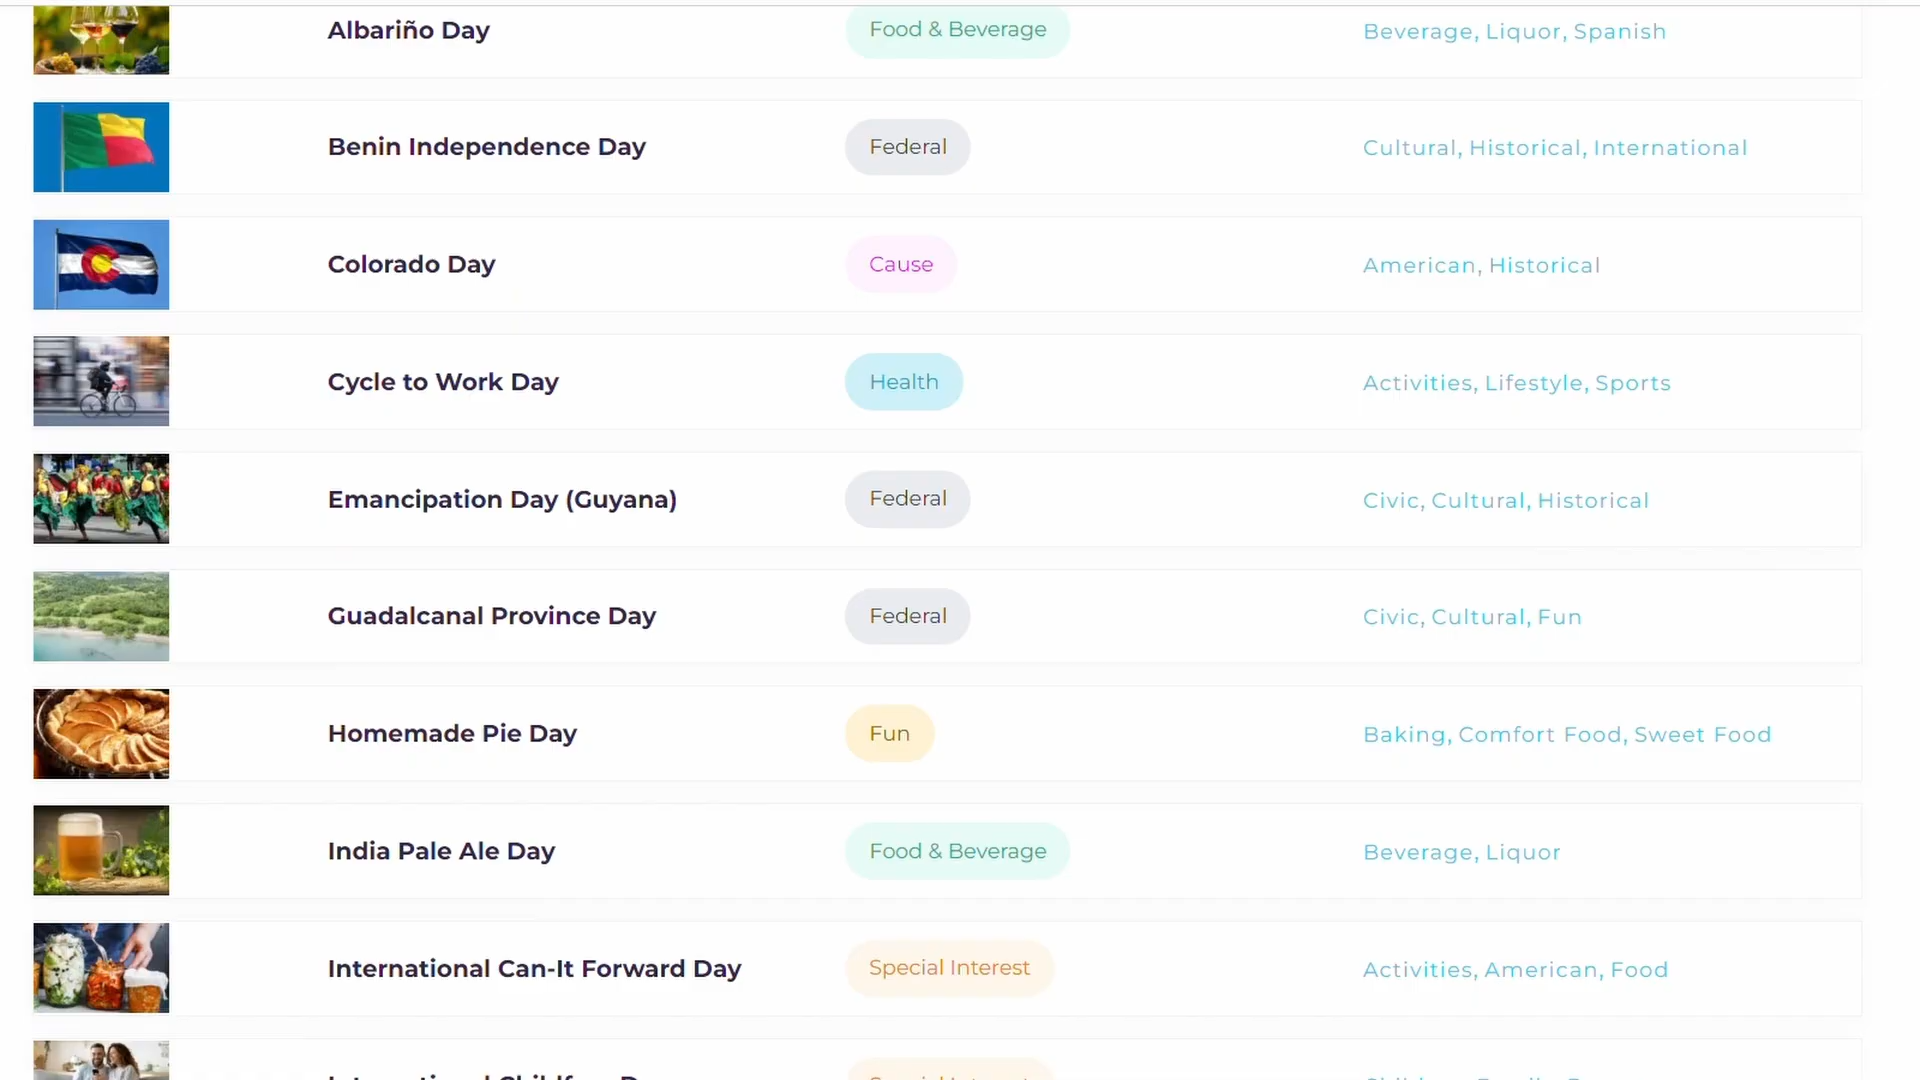 Albariño Day Food & Beverage Beverage, Liquor, Spanish
Benin Independence Day Federal Cultural, Historical, International
Colorado Day Cause American, Historical
Cycle to Work Day Health Activities, Lifestyle, Sports
Emancipation Day (Guyana) Federal Civic, Cultural, Historical
Guadalcanal Province Day Federal Civic, Cultural, Fun
Homemade Pie Day Fun Baking, Comfort Food, Sweet Food
India Pale Ale Day Food & Beverage Beverage, Liquor
International Can-It Forward Day Special Interest Activities, American, Food